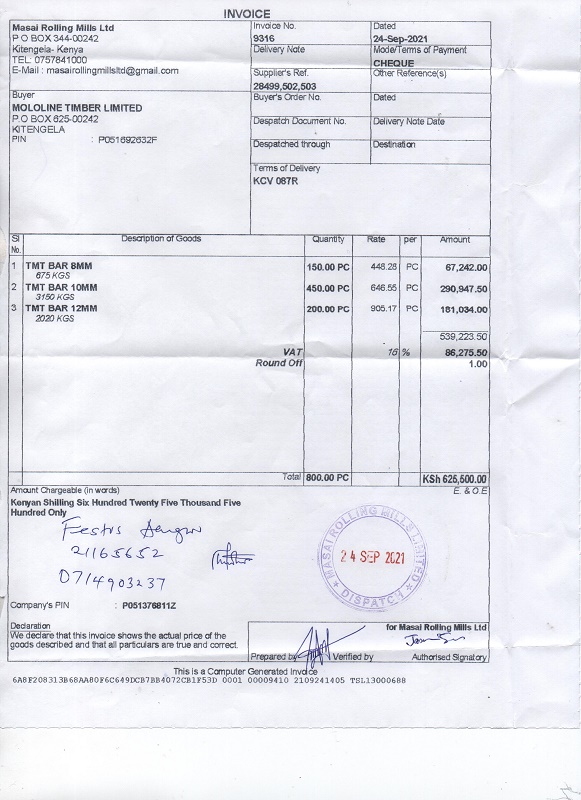 INVOICE
Masai Rolling Mills Ltd
P O BOX 344-00242
Kitengela- Kenya
TEL: 0757841000
E-Mail : masairollingmillsltd@gmail.com
Invoice No.
9316
Dated
24-Sep-2021
Delivery Note
Mode/Terms of Payment
CHEQUE
Supplier's Ref.
28499,502,503
Other Reference(s)
Buyer
MOLOLINE TIMBER LIMITED
P.O BOX 625-00242
KITENGELA
PIN : P051692632F
Buyer's Order No.
Dated
Despatch Document No.
Delivery Note Date
Despatched through
Destination
Terms of Delivery
KCV 087R
Sl No. Description of Goods Quantity Rate per Amount
1 TMT BAR 8MM 150.00 PC 448.28 PC 67,242.00
675 KGS
2 TMT BAR 10MM 450.00 PC 646.55 PC 290,947.50
3150 KGS
3 TMT BAR 12MM 200.00 PC 905.17 PC 181,034.00
2020 KGS
539,223.50
VAT 16 % 86,275.50
Round Off 1.00
Total 800.00 PC KSh 625,500.00
Amount Chargeable (in words) E. & O.E
Kenyan Shilling Six Hundred Twenty Five Thousand Five
Hundred Only
Festus
21165652
0714903237
MASAI ROLLING MILLS LIMITED
24 SEP 2021
DISPATCH
Company's PIN : P051376811Z
Declaration
We declare that this invoice shows the actual price of the
goods described and that all particulars are true and correct.
for Masai Rolling Mills Ltd
Prepared by Verified by Authorised Signatory
This is a Computer Generated Invoice
6A8F208313B68AA80F6C649DCB7BB4072CB1F53D 0001 00009410 2109241405 TSL13000688